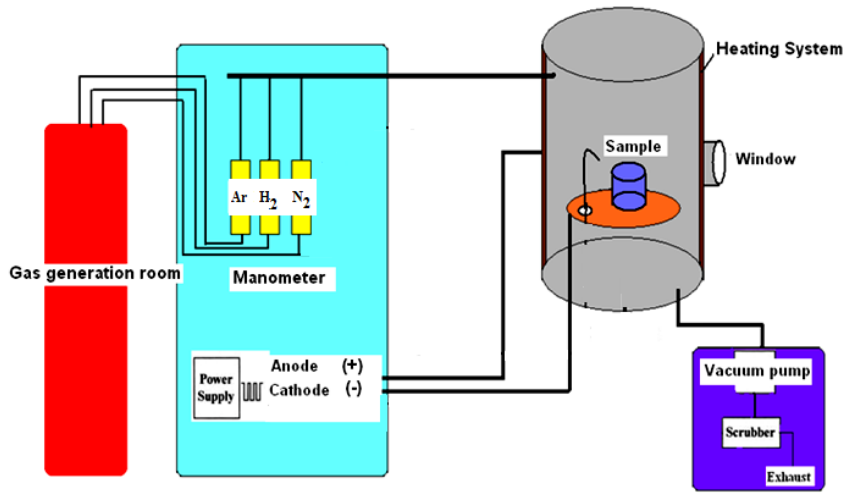 Heating System
Sample
Window
Ar H2 N2
Gas generation room
Manometer
Power Supply
Anode (+)
Cathode (-)
Vacuum pump
Scrubber
Exhaust